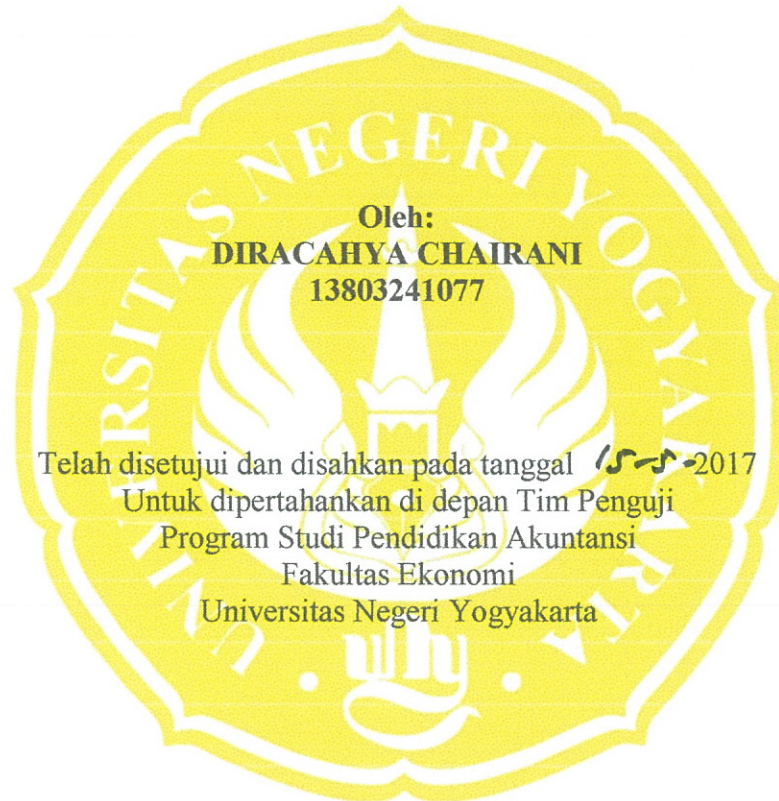 UNIVERSITAS NEGERI YOGYAKARTA
Oleh:
DIRACAHYA CHAIRANI
13803241077
Telah disetujui dan disahkan pada tanggal 15-5-2017
Untuk dipertahankan di depan Tim Penguji
Program Studi Pendidikan Akuntansi
Fakultas Ekonomi
Universitas Negeri Yogyakarta
uny